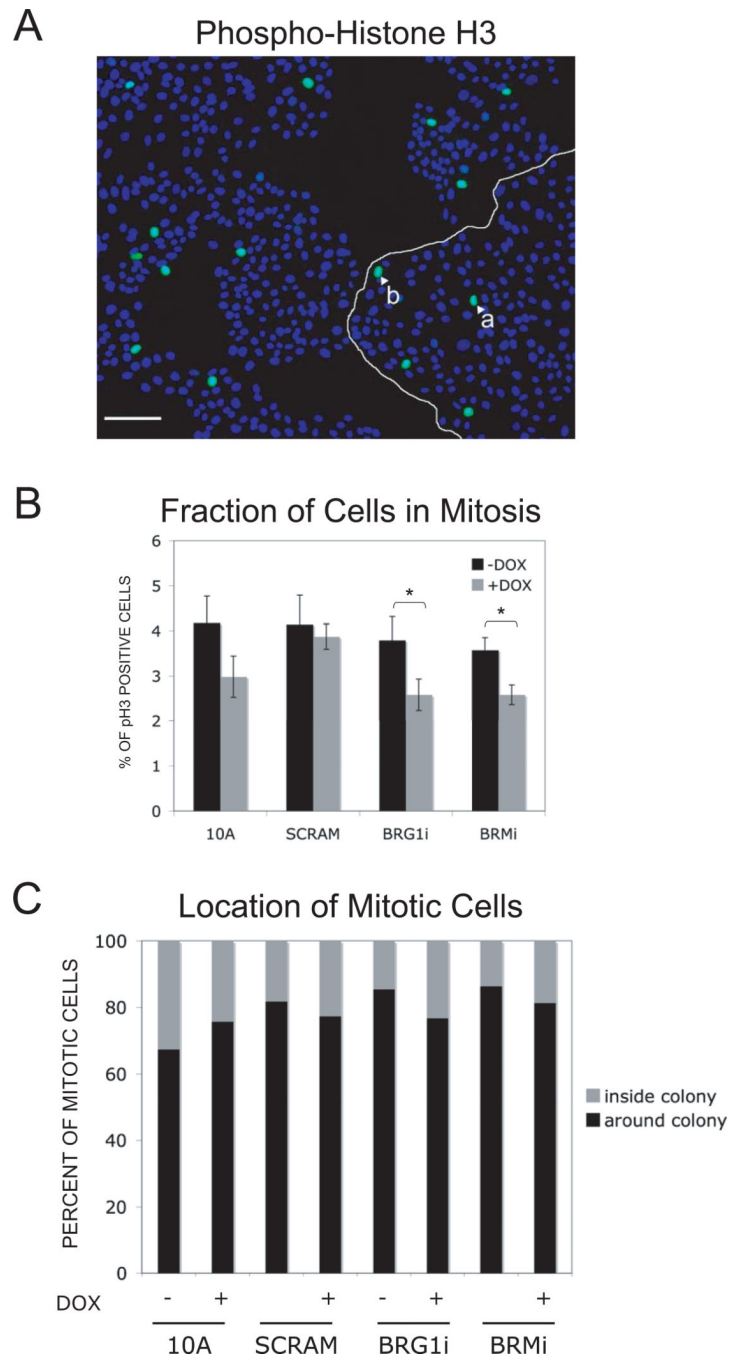 A
Phospho-Histone H3
b
a
B
Fraction of Cells in Mitosis
% OF pH3 POSITIVE CELLS
6
5
4
3
2
1
0
-DOX
+DOX
* *
10A SCRAM BRG1i BRMi
C
Location of Mitotic Cells
PERCENT OF MITOTIC CELLS
100
80
60
40
20
0
inside colony
around colony
DOX - + + - + +
10A SCRAM BRG1i BRMi